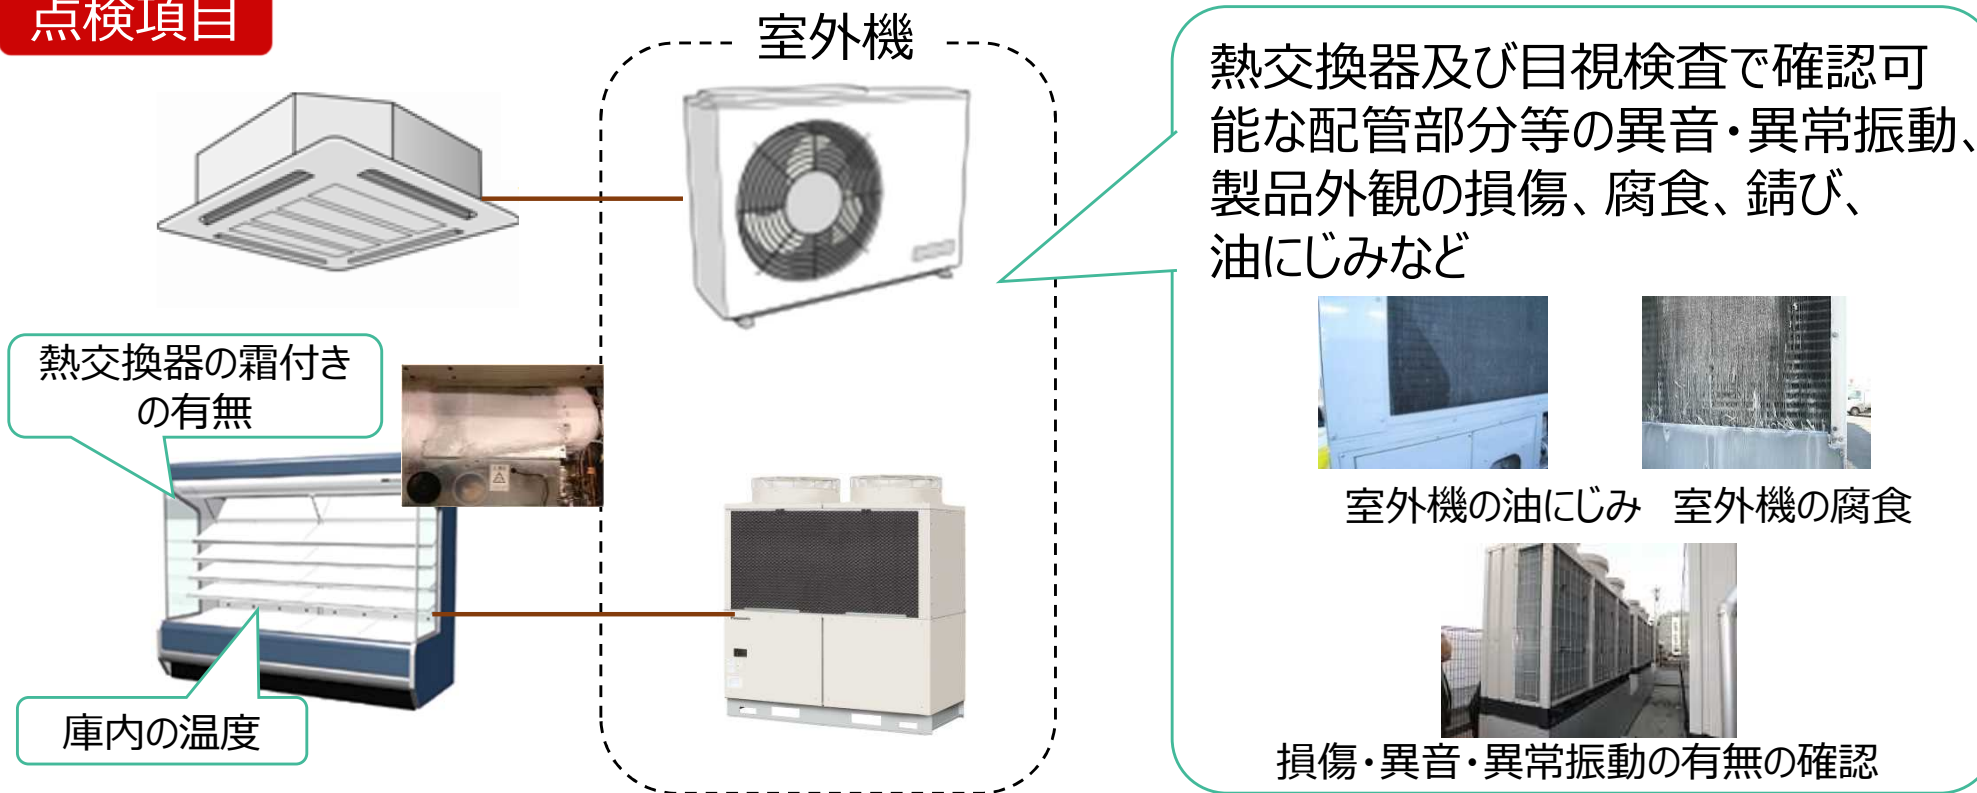 点検項目
室外機
熱交換器及び目視検査で確認可
能な配管部分等の異音・異常振動、
製品外観の損傷、腐食、錆び、
油にじみなど
熱交換器の霜付き
の有無
室外機の油にじみ
室外機の腐食
庫内の温度
損傷・異音・異常振動の有無の確認